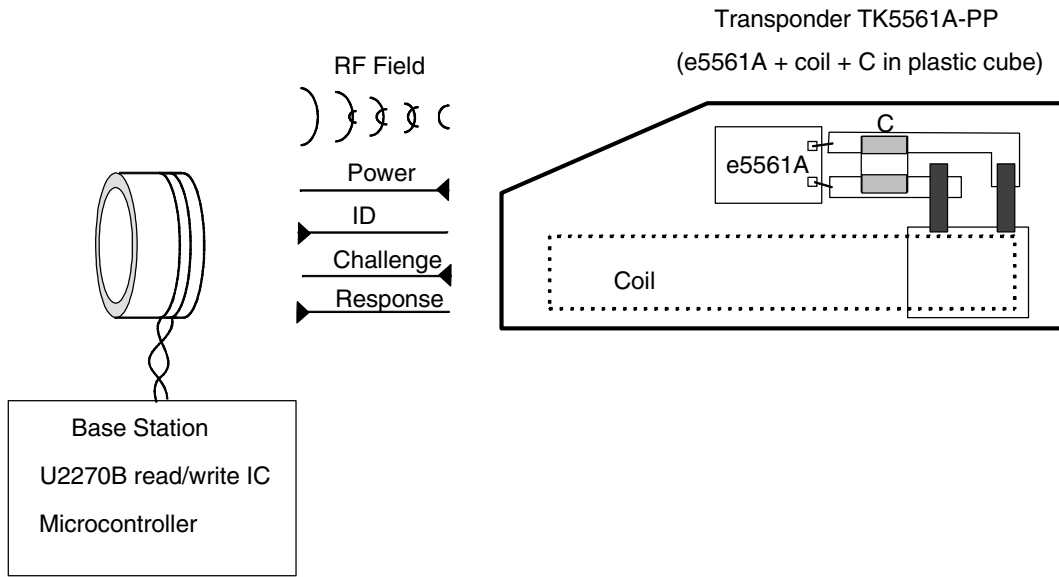 Transponder TK5561A-PP
(e5561A + coil + C in plastic cube)
RF Field
Power
ID
Challenge
Response
C
e5561A
Coil
Base Station
U2270B read/write IC
Microcontroller